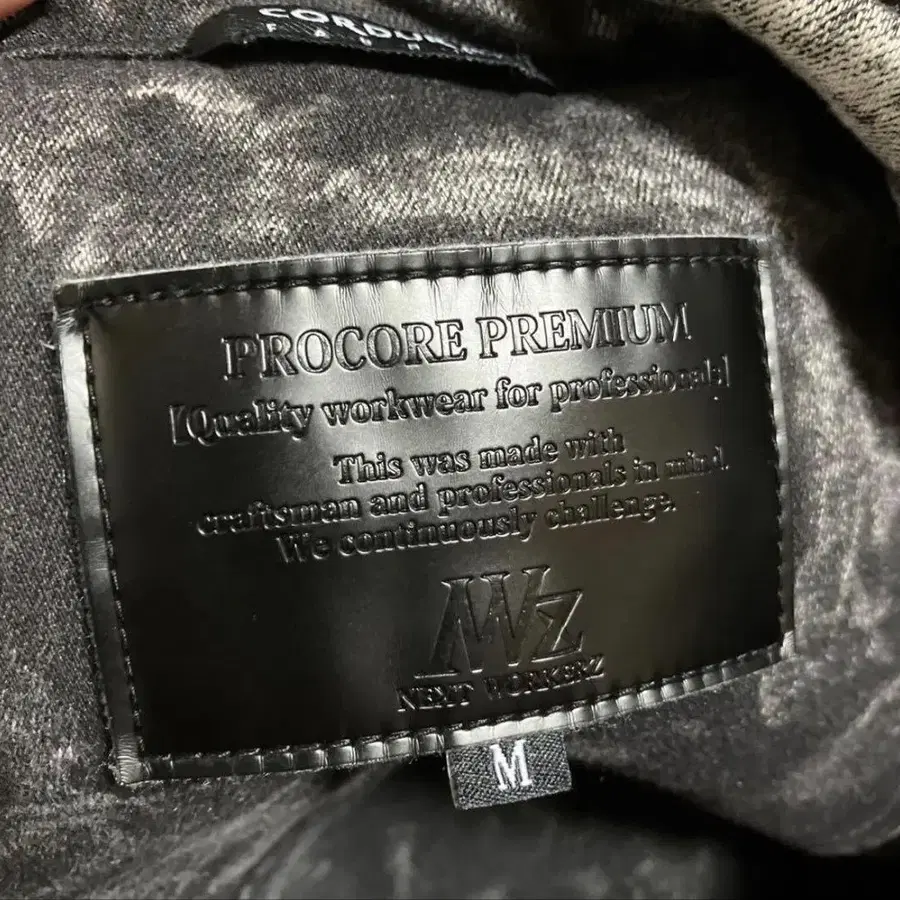 PROCORE PREMIUM
[Quality workwear for professionals]
This was made with
craftsman and professionals in mind.
We continuously challenge.
NWz
NEXT WORKERZ
M